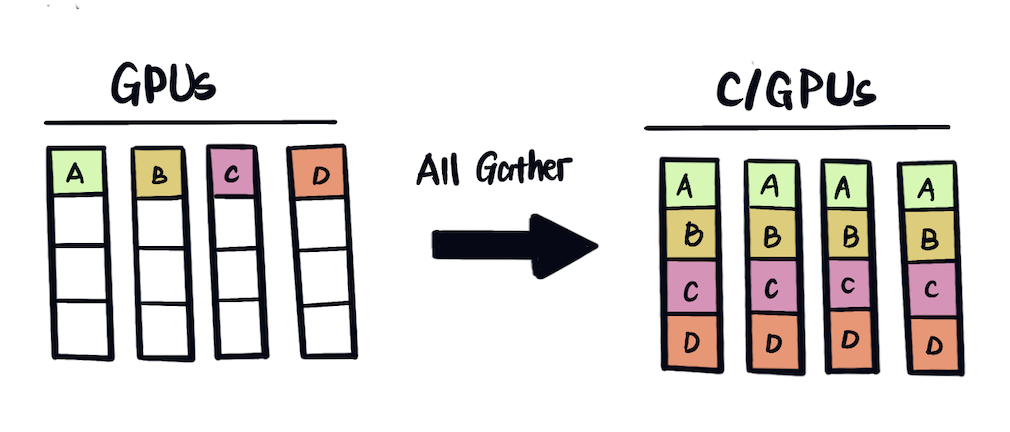 GPUs
A B C D
All Gather
C/GPUs
A A A A
B B B B
C C C C
D D D D